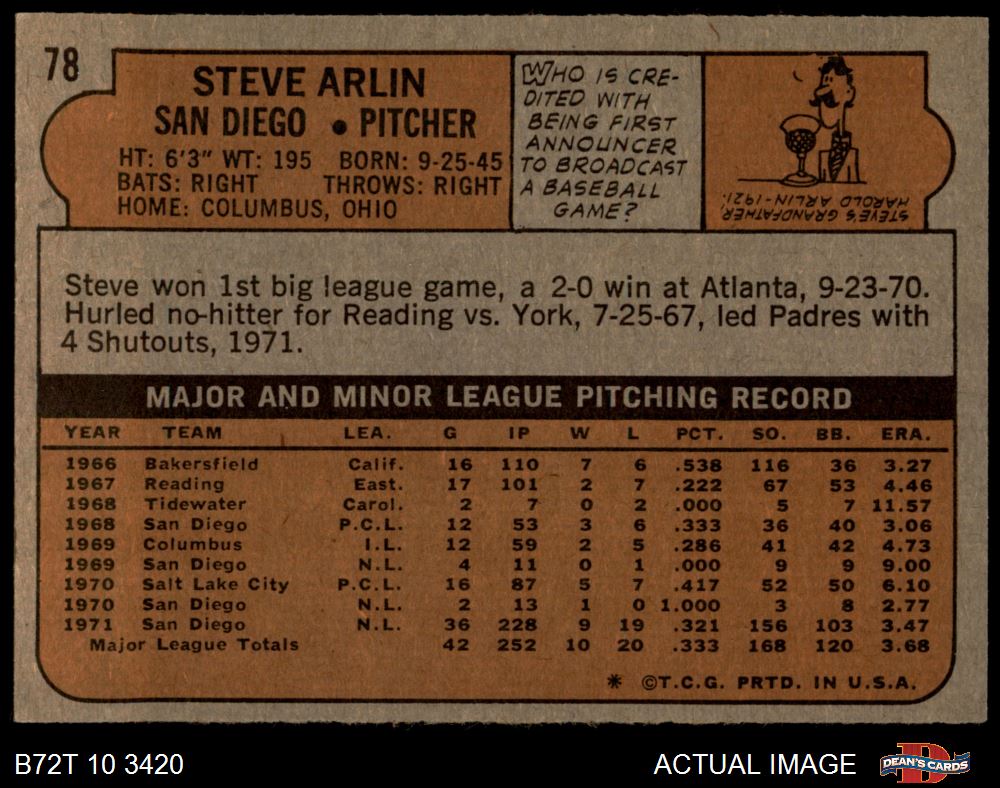 78
STEVE ARLIN
SAN DIEGO • PITCHER
HT: 6'3" WT: 195 BORN: 9-25-45
BATS: RIGHT THROWS: RIGHT
HOME: COLUMBUS, OHIO
WHO IS CRE-
DITED WITH
BEING FIRST
ANNOUNCER
TO BROADCAST
A BASEBALL
GAME?
STEVE'S GRANDFATHER,
HAROLD ARLIN-1921.
Steve won 1st big league game, a 2-0 win at Atlanta, 9-23-70.
Hurled no-hitter for Reading vs. York, 7-25-67, led Padres with
4 Shutouts, 1971.
MAJOR AND MINOR LEAGUE PITCHING RECORD
YEAR TEAM LEA. G IP W L PCT. SO. BB. ERA.
1966 Bakersfield Calif. 16 110 7 6 .538 116 36 3.27
1967 Reading East. 17 101 2 7 .222 67 53 4.46
1968 Tidewater Carol. 2 7 0 2 .000 5 7 11.57
1968 San Diego P.C.L. 12 53 3 6 .333 36 40 3.06
1969 Columbus I.L. 12 59 2 5 .286 41 42 4.73
1969 San Diego N.L. 4 11 0 1 .000 9 9 9.00
1970 Salt Lake City P.C.L. 16 87 5 7 .417 52 50 6.10
1970 San Diego N.L. 2 13 1 0 1.000 3 8 2.77
1971 San Diego N.L. 36 228 9 19 .321 156 103 3.47
Major League Totals 42 252 10 20 .333 168 120 3.68
* ©T.C.G. PRTD. IN U.S.A.
B72T 10 3420
ACTUAL IMAGE
DEAN'S CARDS